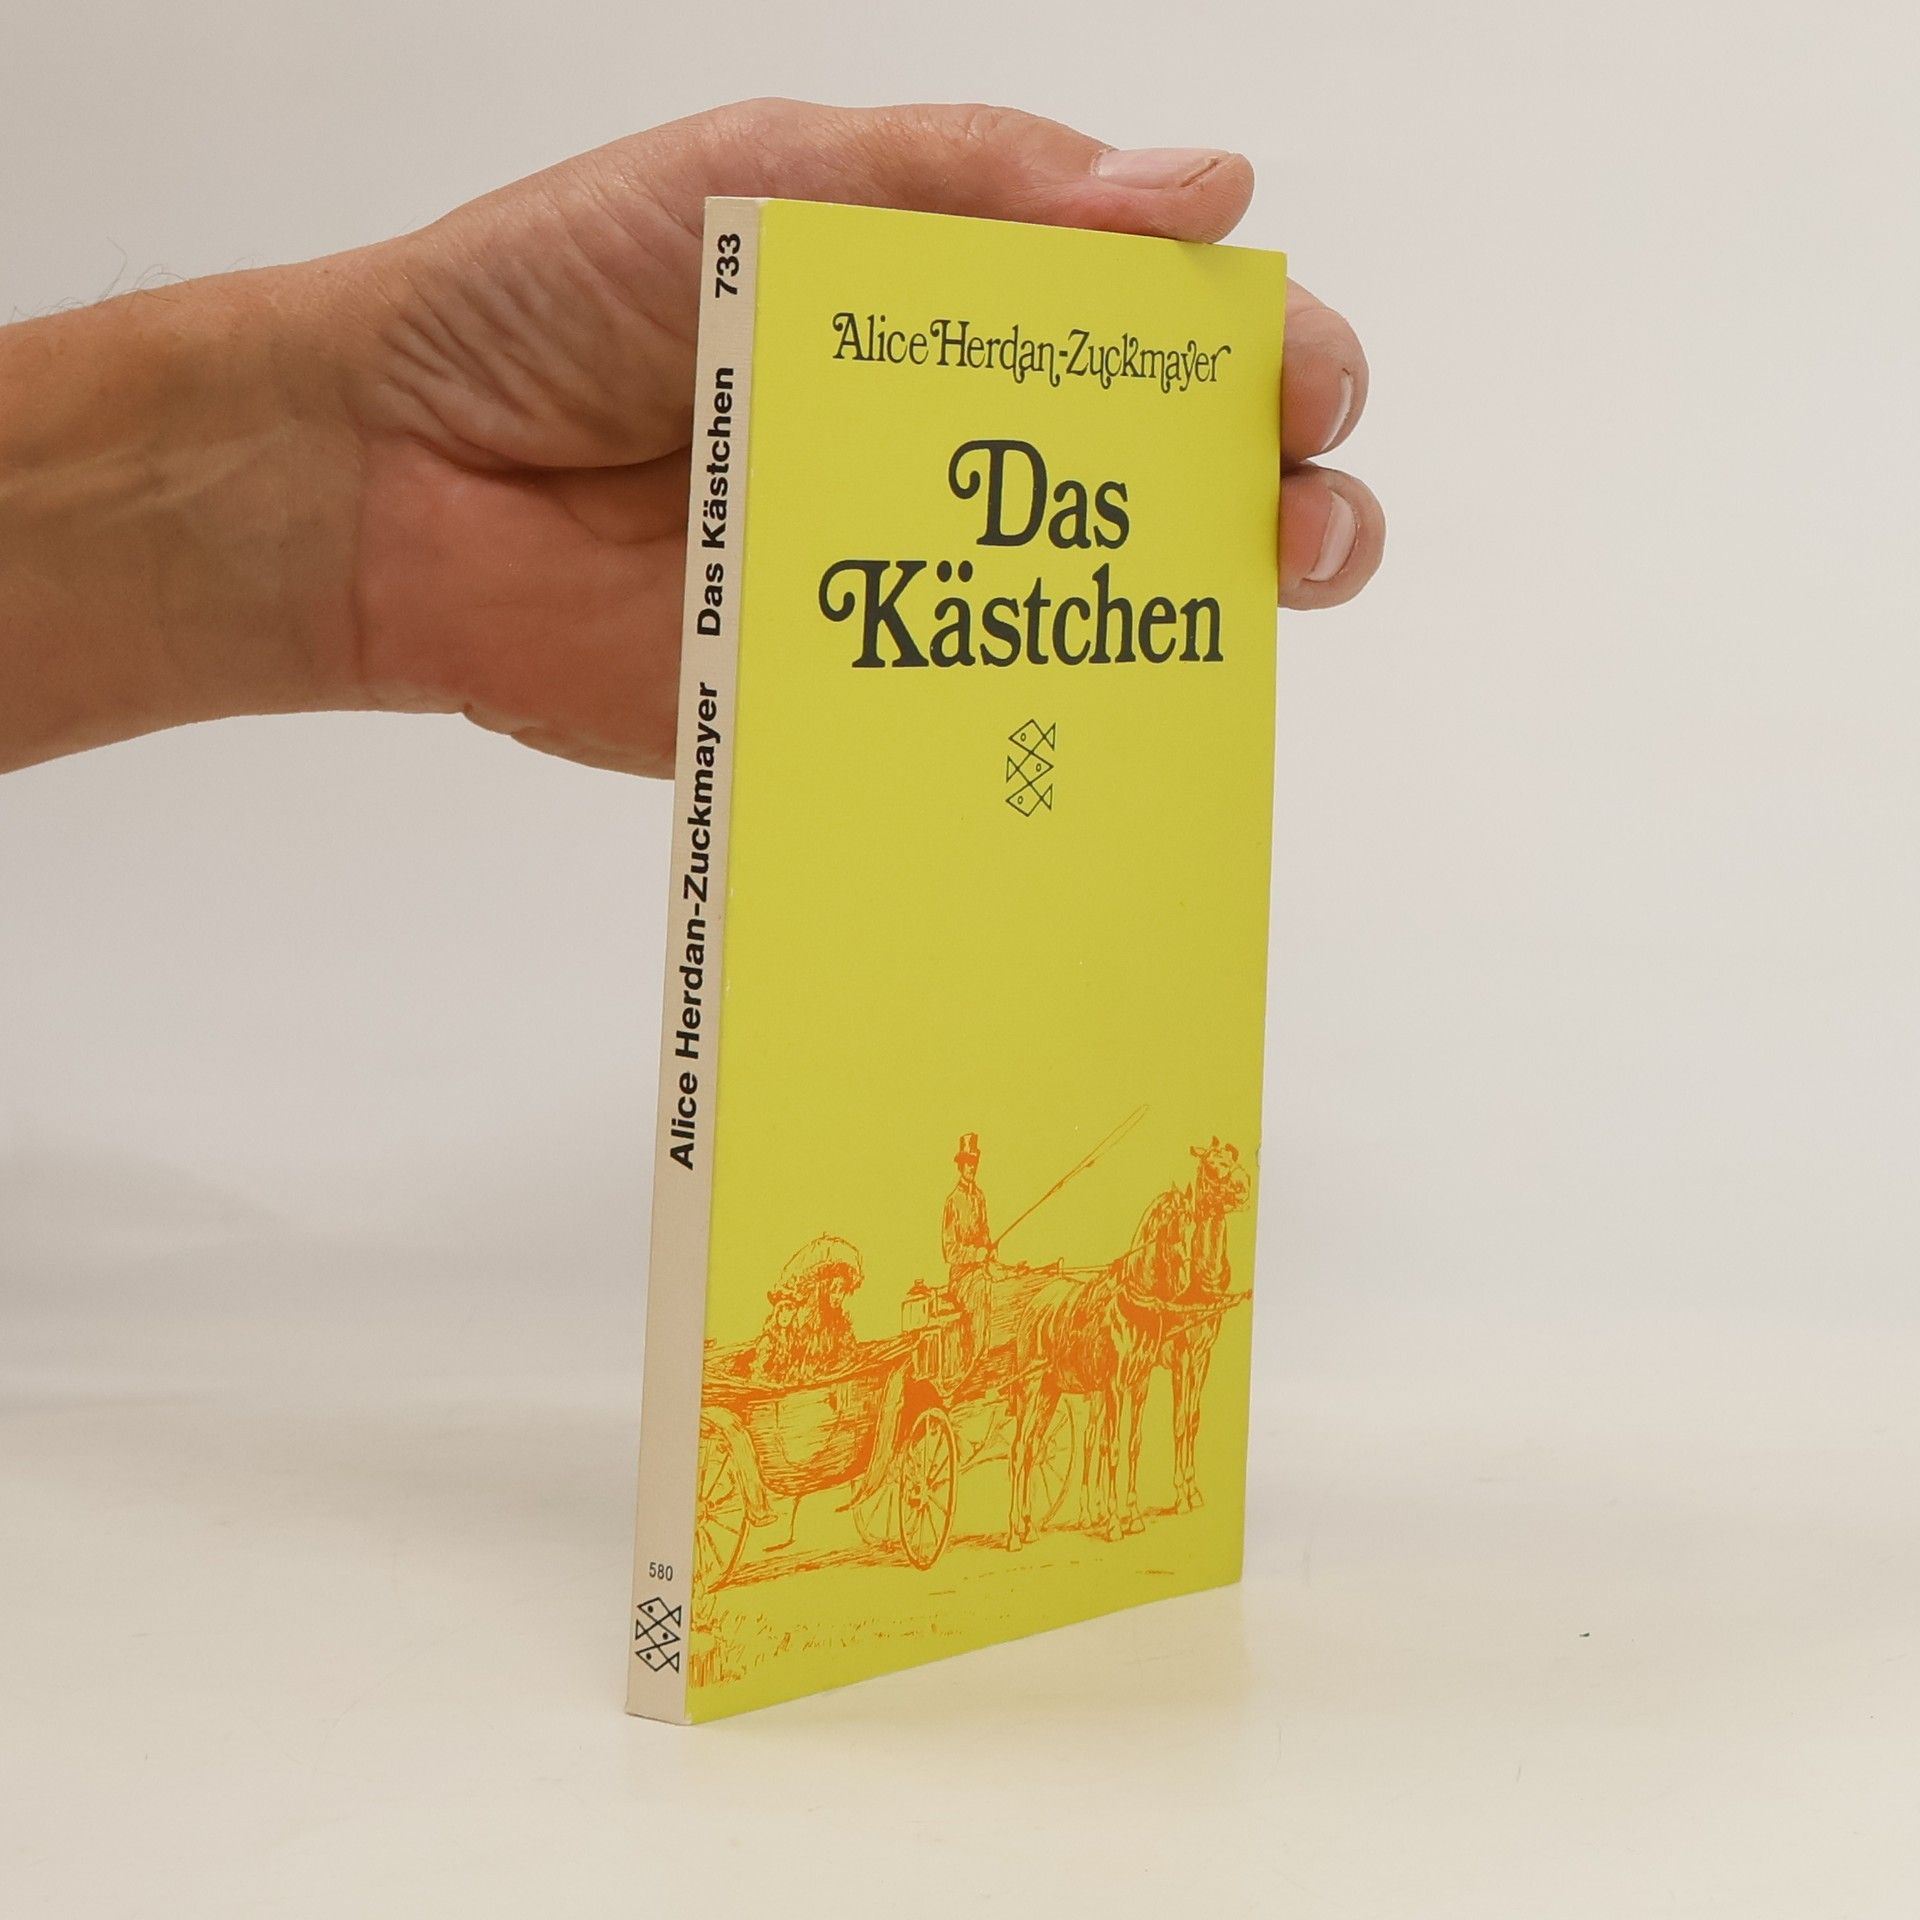 Alice Herdan-Zuckmayer
Das
Kästchen
Alice Herdan-Zuckmayer Das Kästchen 733
580